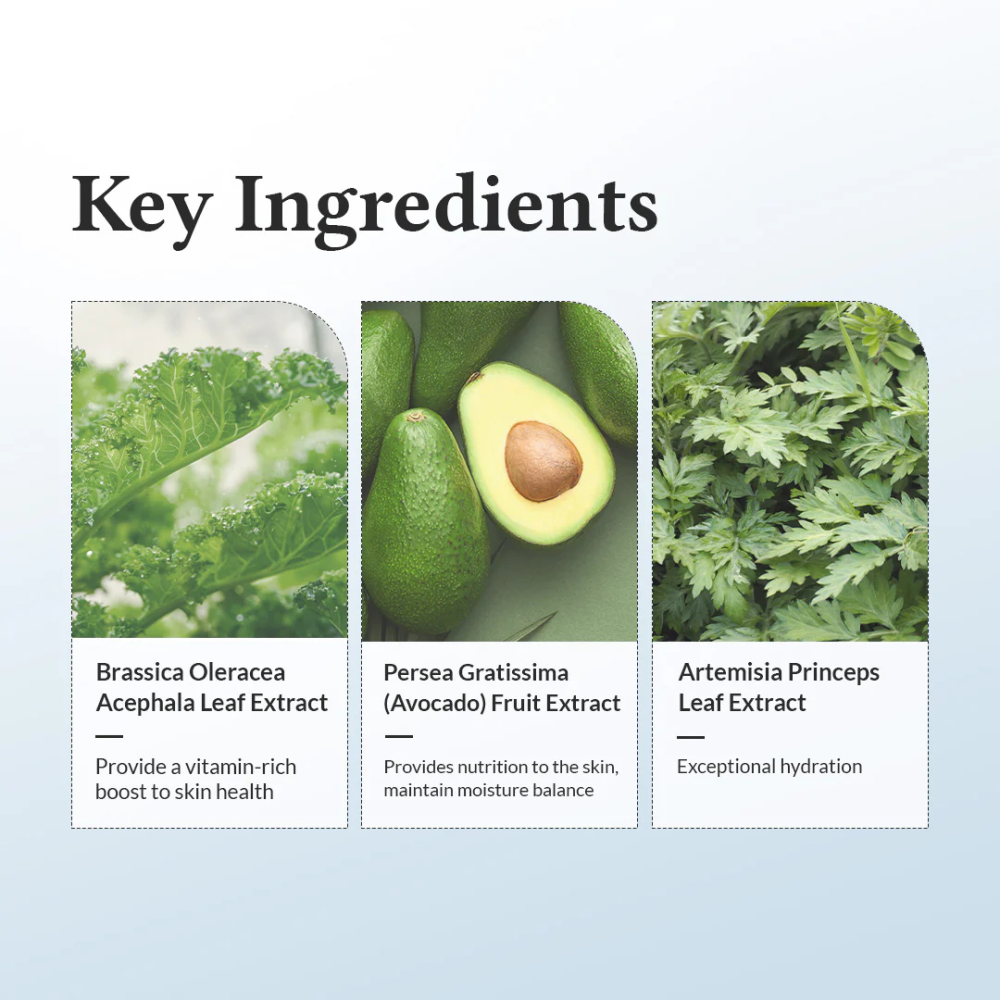 Key Ingredients
Brassica Oleracea
Acephala Leaf Extract
Provide a vitamin-rich
boost to skin health
Persea Gratissima
(Avocado) Fruit Extract
Provides nutrition to the skin,
maintain moisture balance
Artemisia Princeps
Leaf Extract
Exceptional hydration